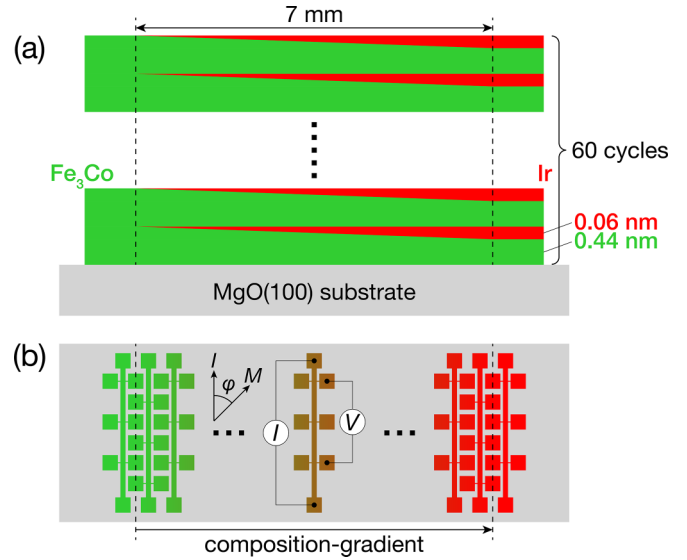 7 mm
(a)
60 cycles
Fe₃Co
Ir
0.06 nm
0.44 nm
MgO(100) substrate
(b)
I
φ
M
I
V
composition-gradient